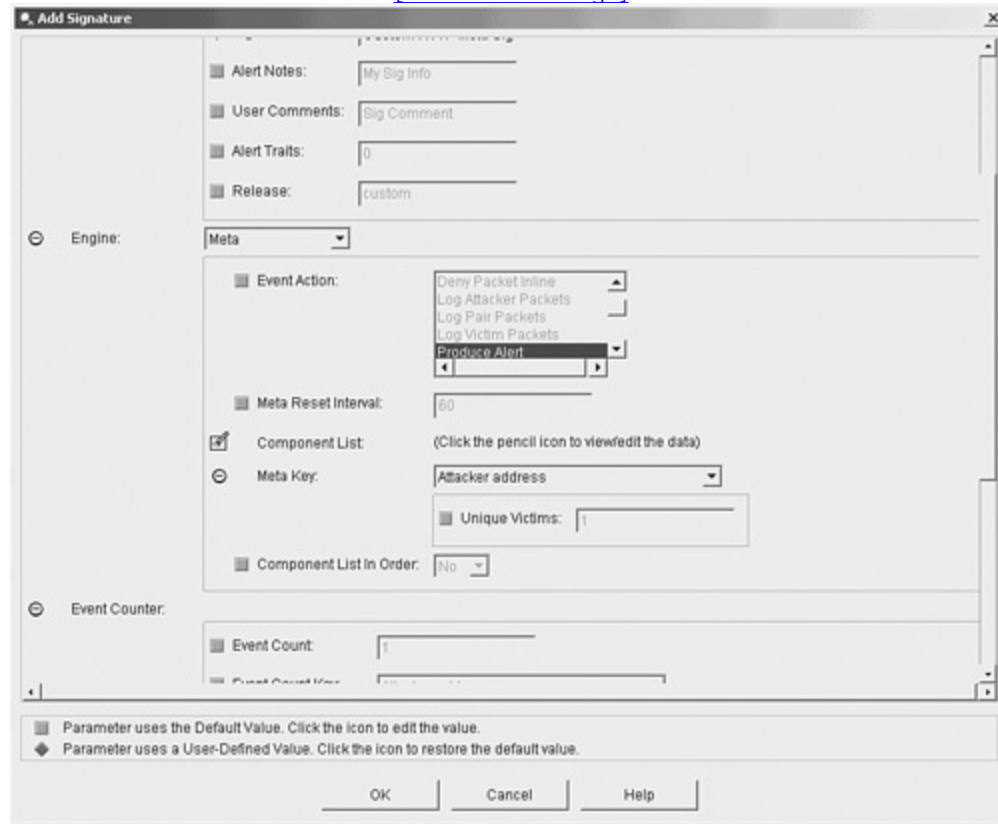 Add Signature
Alert Notes: My Sig Info
User Comments: Sig Comment
Alert Traits: 0
Release: custom
Engine: Meta
Event Action: Deny Packet Inline
Log Attacker Packets
Log Pair Packets
Log Victim Packets
Produce Alert
Meta Reset Interval: 60
Component List: (Click the pencil icon to view/edit the data)
Meta Key: Attacker address
Unique Victims: 1
Component List In Order: No
Event Counter:
Event Count: 1
Parameter uses the Default Value. Click the icon to edit the value.
Parameter uses a User-Defined Value. Click the icon to restore the default value.
OK Cancel Help